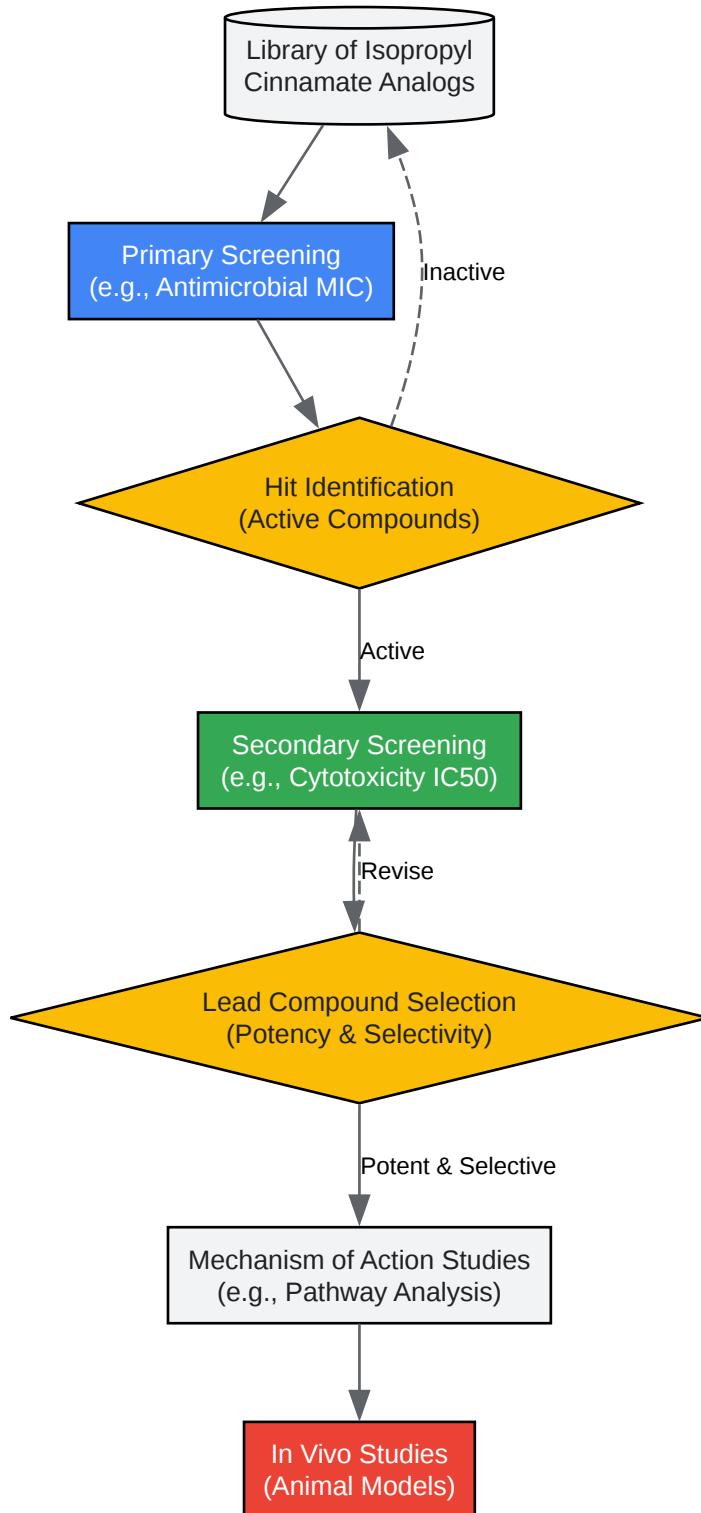 Library of Isopropyl
Cinnamate Analogs
Primary Screening
(e.g., Antimicrobial MIC)
Inactive
Hit Identification
(Active Compounds)
Active
Secondary Screening
(e.g., Cytotoxicity IC50)
Revise
Lead Compound Selection
(Potency & Selectivity)
Potent & Selective
Mechanism of Action Studies
(e.g., Pathway Analysis)
In Vivo Studies
(Animal Models)